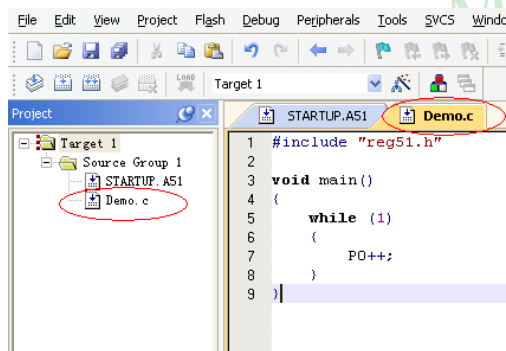 File Edit View Project Flash Debug Peripherals Tools SVCS Windo
Target 1
Project
STARTUP.A51 Demo.c
Target 1
Source Group 1
STARTUP.A51
Demo.c
1 #include "reg51.h"
2
3 void main()
4 {
5 while (1)
6 {
7 P0++;
8 }
9 }